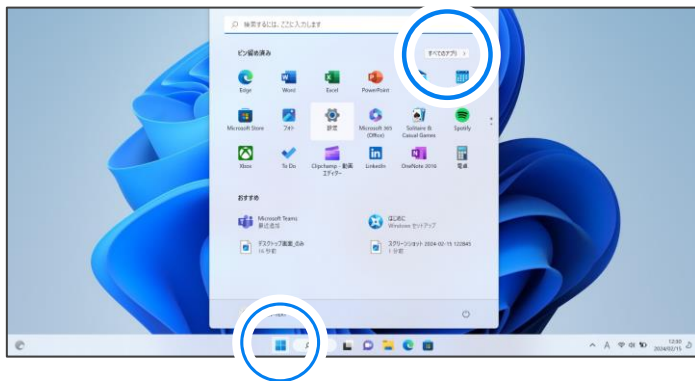 検索するには、ここに入力します
ピン留め済み
すべてのアプリ >
Edge
Word
Excel
PowerPoint
Microsoft Store
フォト
設定
Microsoft 365
(Office)
Solitaire &
Casual Games
Spotify
Xbox
To Do
Clipchamp - 動画
エディター
LinkedIn
OneNote 2016
電卓
おすすめ
Microsoft Teams
最近追加
はじめに
Windows セットアップ
デスクトップ画面_のみ
16 分前
スクリーンショット 2024-02-15 122845
1 分前
A
12:30
2024/02/15